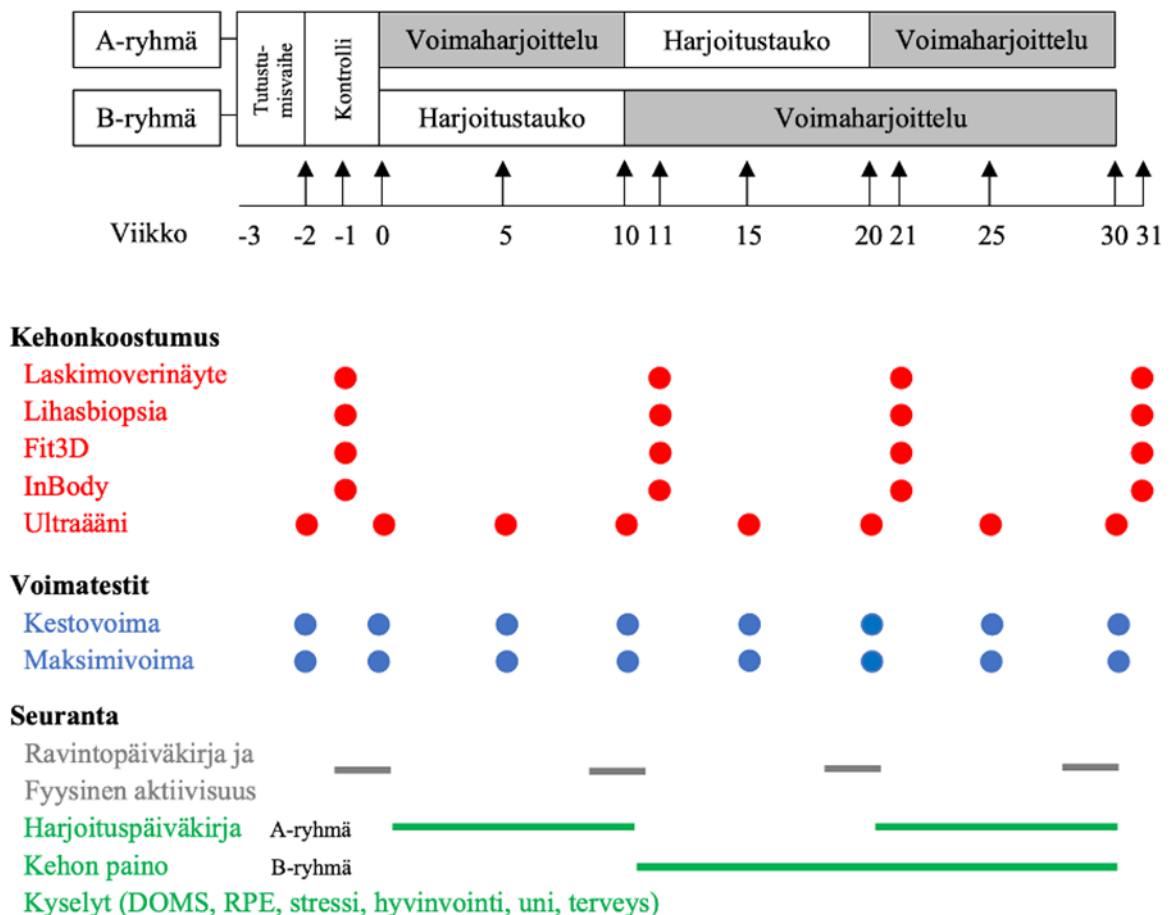 A-ryhmä
Tutustu-
misvaihe
Kontrolli
Voimaharjoittelu
Harjoitustauko
Voimaharjoittelu
B-ryhmä
Harjoitustauko
Voimaharjoittelu
Viikko -3 -2 -1 0 5 10 11 15 20 21 25 30 31
Kehonkoostumus
Laskimoverinäyte
Lihasbiopsia
Fit3D
InBody
Ultraääni
Voimatestit
Kestovoima
Maksimivoima
Seuranta
Ravintopäiväkirja ja
Fyysinen aktiivisuus
Harjoituspäiväkirja A-ryhmä
Kehon paino B-ryhmä
Kyselyt (DOMS, RPE, stressi, hyvinvointi, uni, terveys)